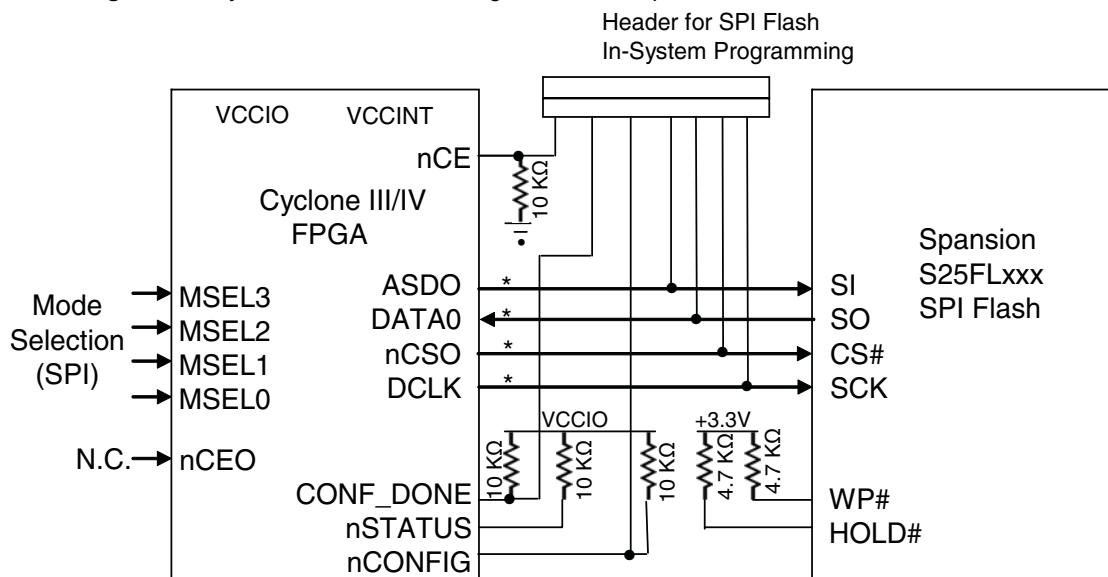 Header for SPI Flash
In-System Programming
VCCIO
VCCINT
nCE
10 KΩ
Cyclone III/IV
FPGA
Spansion
S25FLxxx
SPI Flash
Mode
Selection
(SPI)
MSEL3
MSEL2
MSEL1
MSEL0
ASDO
*
SI
DATA0
*
SO
nCSO
*
CS#
DCLK
*
SCK
VCCIO
+3.3V
10 KΩ
10 KΩ
10 KΩ
4.7 KΩ
4.7 KΩ
N.C.
nCEO
CONF_DONE
nSTATUS
nCONFIG
WP#
HOLD#